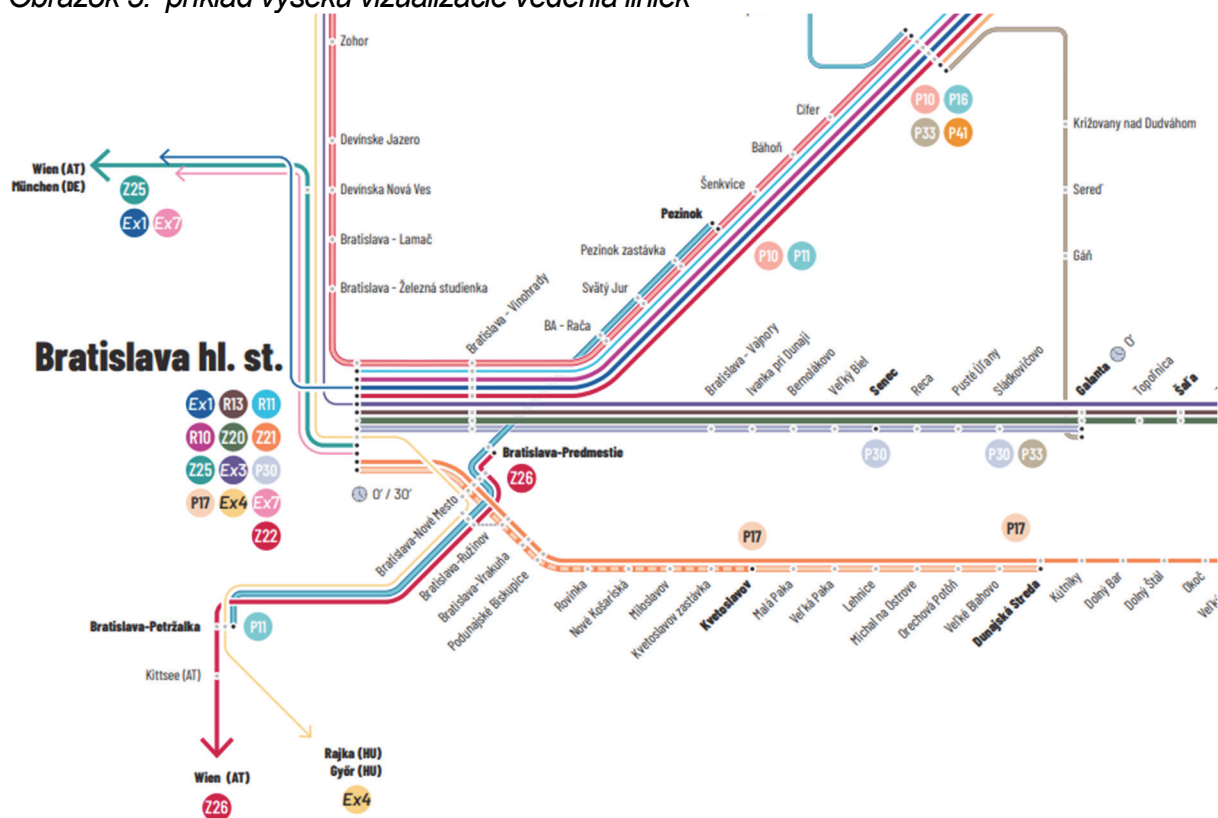 Obrázok 5: príklad výseku vizualizácie vedenia liniek
Zohor
Devínske Jazero
Devínska Nová Ves
Bratislava - Lamač
Bratislava - Železná studienka
Wien (AT)
München (DE)
Z25
Ex1 Ex7
Cífer
Báhoň
Šenkvice
Pezinok
Pezinok zastávka
Svätý Jur
BA - Rača
Bratislava - Vinohrady
P10 P16
P33 P41
P10 P11
Križovany nad Dudváhom
Sereď
Gáň
Bratislava hl. st.
Ex1 R13 R11
R10 Z20 Z21
Z25 Ex3 P30
P17 Ex4 Ex7
Z22
0' / 30'
Bratislava - Vajnory
Ivanka pri Dunaji
Bernolákovo
Veľký Biel
Senec
Reca
Pusté Úľany
Sládkovičovo
Galanta
0'
Topoľnica
Šaľa
P30
P30 P33
Bratislava-Predmestie
Z26
Bratislava-Nové Mesto
Bratislava-Ružinov
Bratislava-Vrakuňa
Podunajské Biskupice
P17
P17
Rovinka
Nové Košariská
Miloslavov
Kvetoslavov zastávka
Kvetoslavov
Malá Paka
Veľká Paka
Lehnice
Michal na Ostrove
Orechová Potôň
Veľké Blahovo
Dunajská Streda
Kútniky
Dolný Bar
Dolný Štál
Okoč
Veľk
Bratislava-Petržalka
P11
Kittsee (AT)
Wien (AT)
Z26
Rajka (HU)
Győr (HU)
Ex4